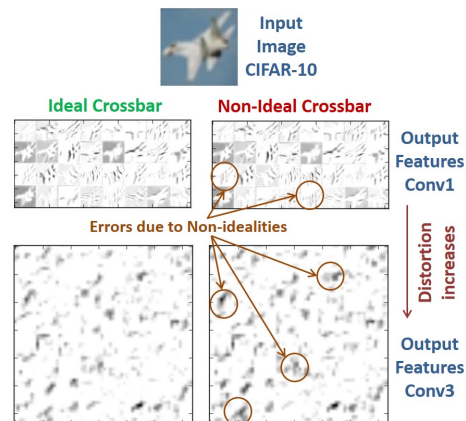 Input
Image
CIFAR-10
Ideal Crossbar
Non-Ideal Crossbar
Output
Features
Conv1
Errors due to Non-idealities
Distortion
increases
Output
Features
Conv3